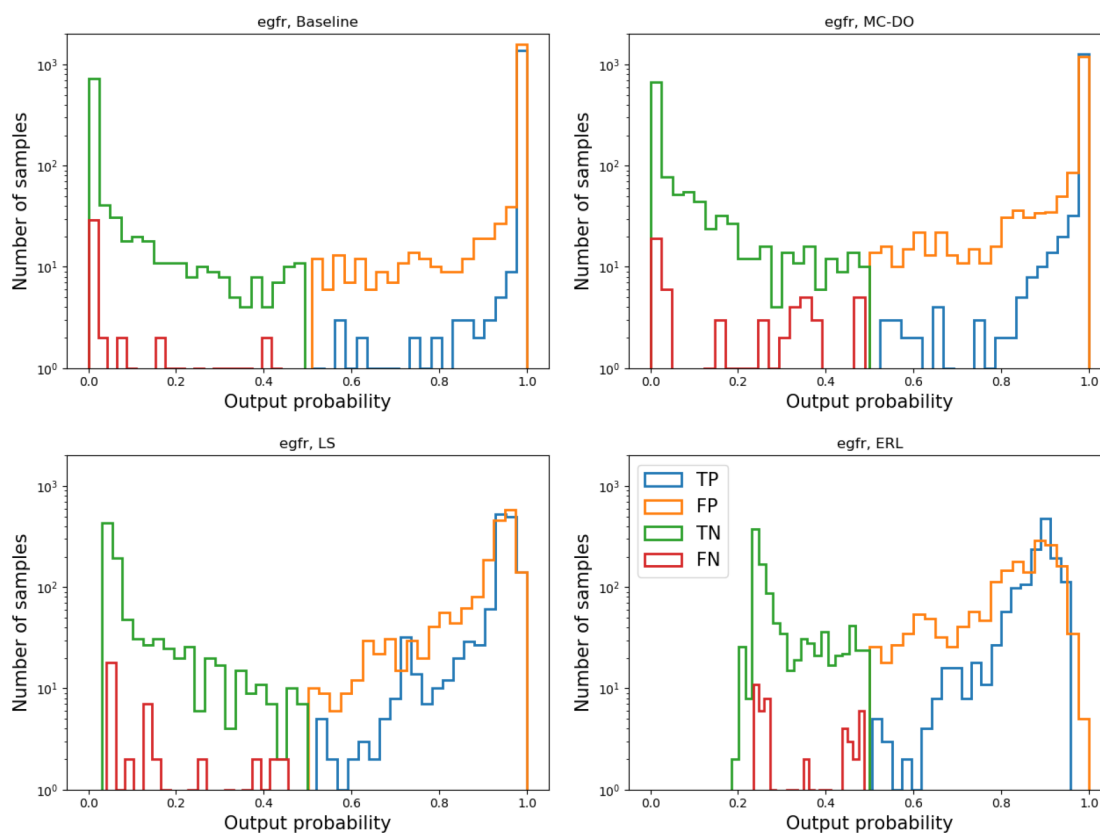 egfr, Baseline
Number of samples
10³
10²
10¹
10⁰
0.0 0.2 0.4 0.6 0.8 1.0
Output probability
egfr, MC-DO
Number of samples
10³
10²
10¹
10⁰
0.0 0.2 0.4 0.6 0.8 1.0
Output probability
egfr, LS
Number of samples
10³
10²
10¹
10⁰
0.0 0.2 0.4 0.6 0.8 1.0
Output probability
egfr, ERL
Number of samples
10³
10²
10¹
10⁰
TP
FP
TN
FN
0.0 0.2 0.4 0.6 0.8 1.0
Output probability